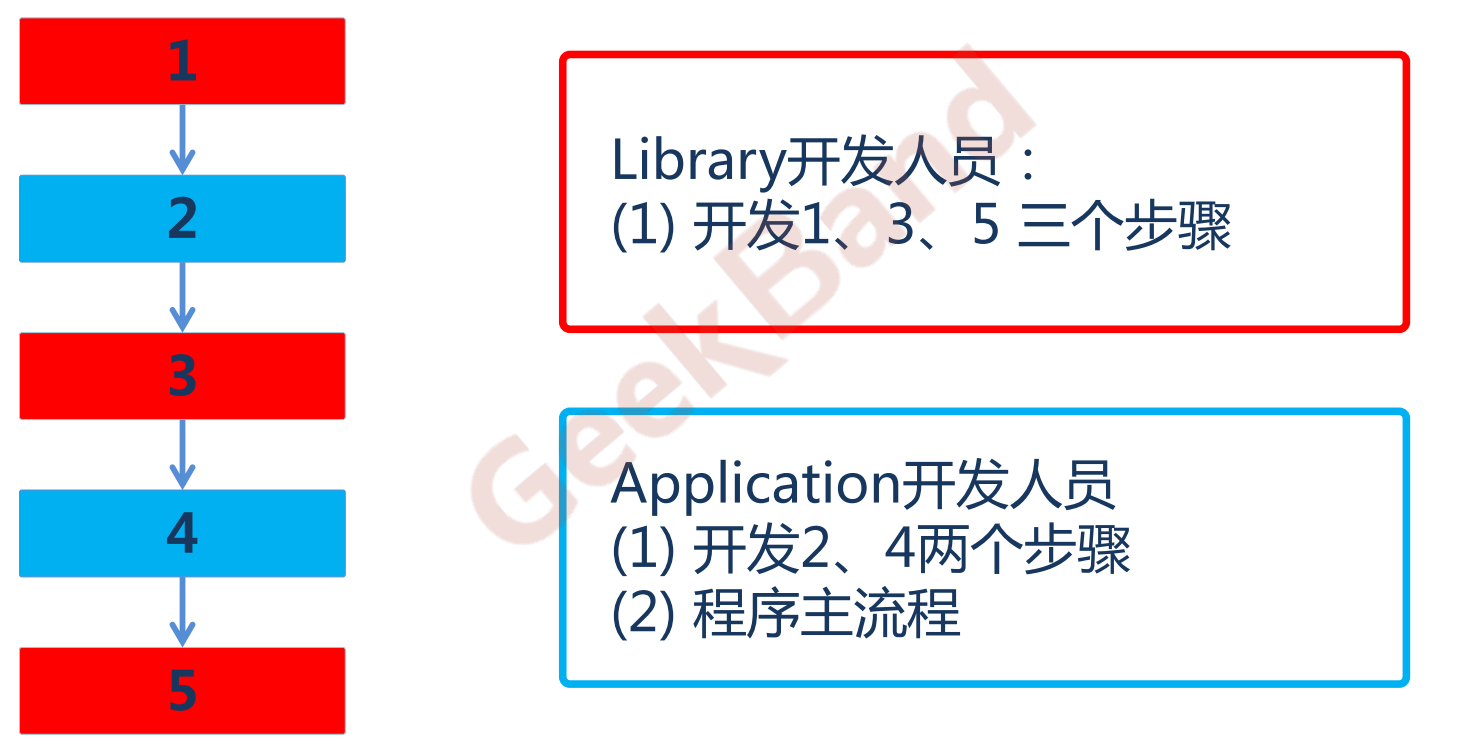 1
2
3
4
5
Library开发人员：
(1) 开发1、3、5 三个步骤
Application开发人员
(1) 开发2、4两个步骤
(2) 程序主流程
GeekBand